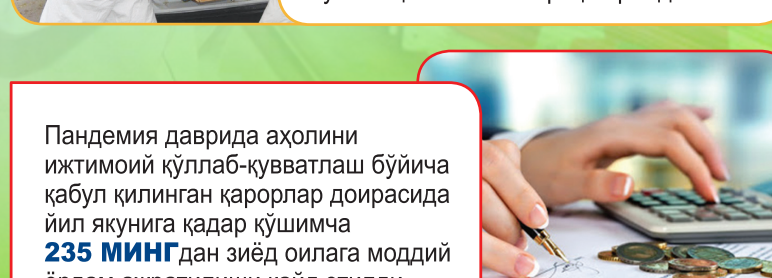 Пандемия даврида аҳолини
ижтимоий қўллаб-қувватлаш бўйича
қабул қилинган қарорлар доирасида
йил якунига қадар қўшимча
235 МИНГдан зиёд оилага моддий